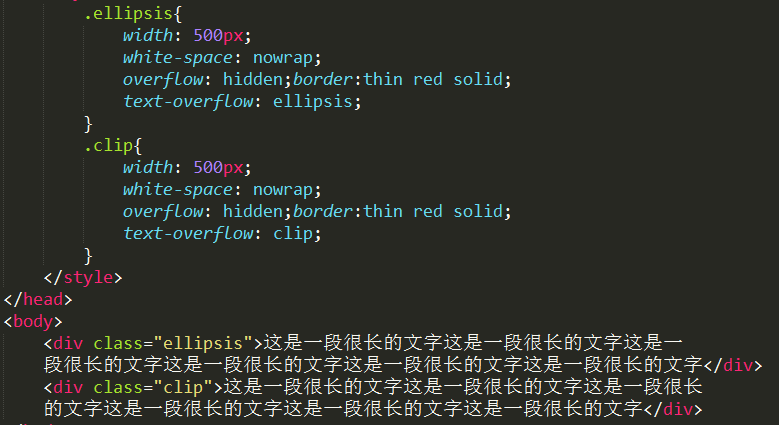 .ellipsis{
width: 500px;
white-space: nowrap;
overflow: hidden;border:thin red solid;
text-overflow: ellipsis;
}
.clip{
width: 500px;
white-space: nowrap;
overflow: hidden;border:thin red solid;
text-overflow: clip;
}
</style>
</head>
<body>
<div class="ellipsis">这是一段很长的文字这是一段很长的文字这是一
段很长的文字这是一段很长的文字这是一段很长的文字这是一段很长的文字</div>
<div class="clip">这是一段很长的文字这是一段很长的文字这是一段很长
的文字这是一段很长的文字这是一段很长的文字这是一段很长的文字</div>